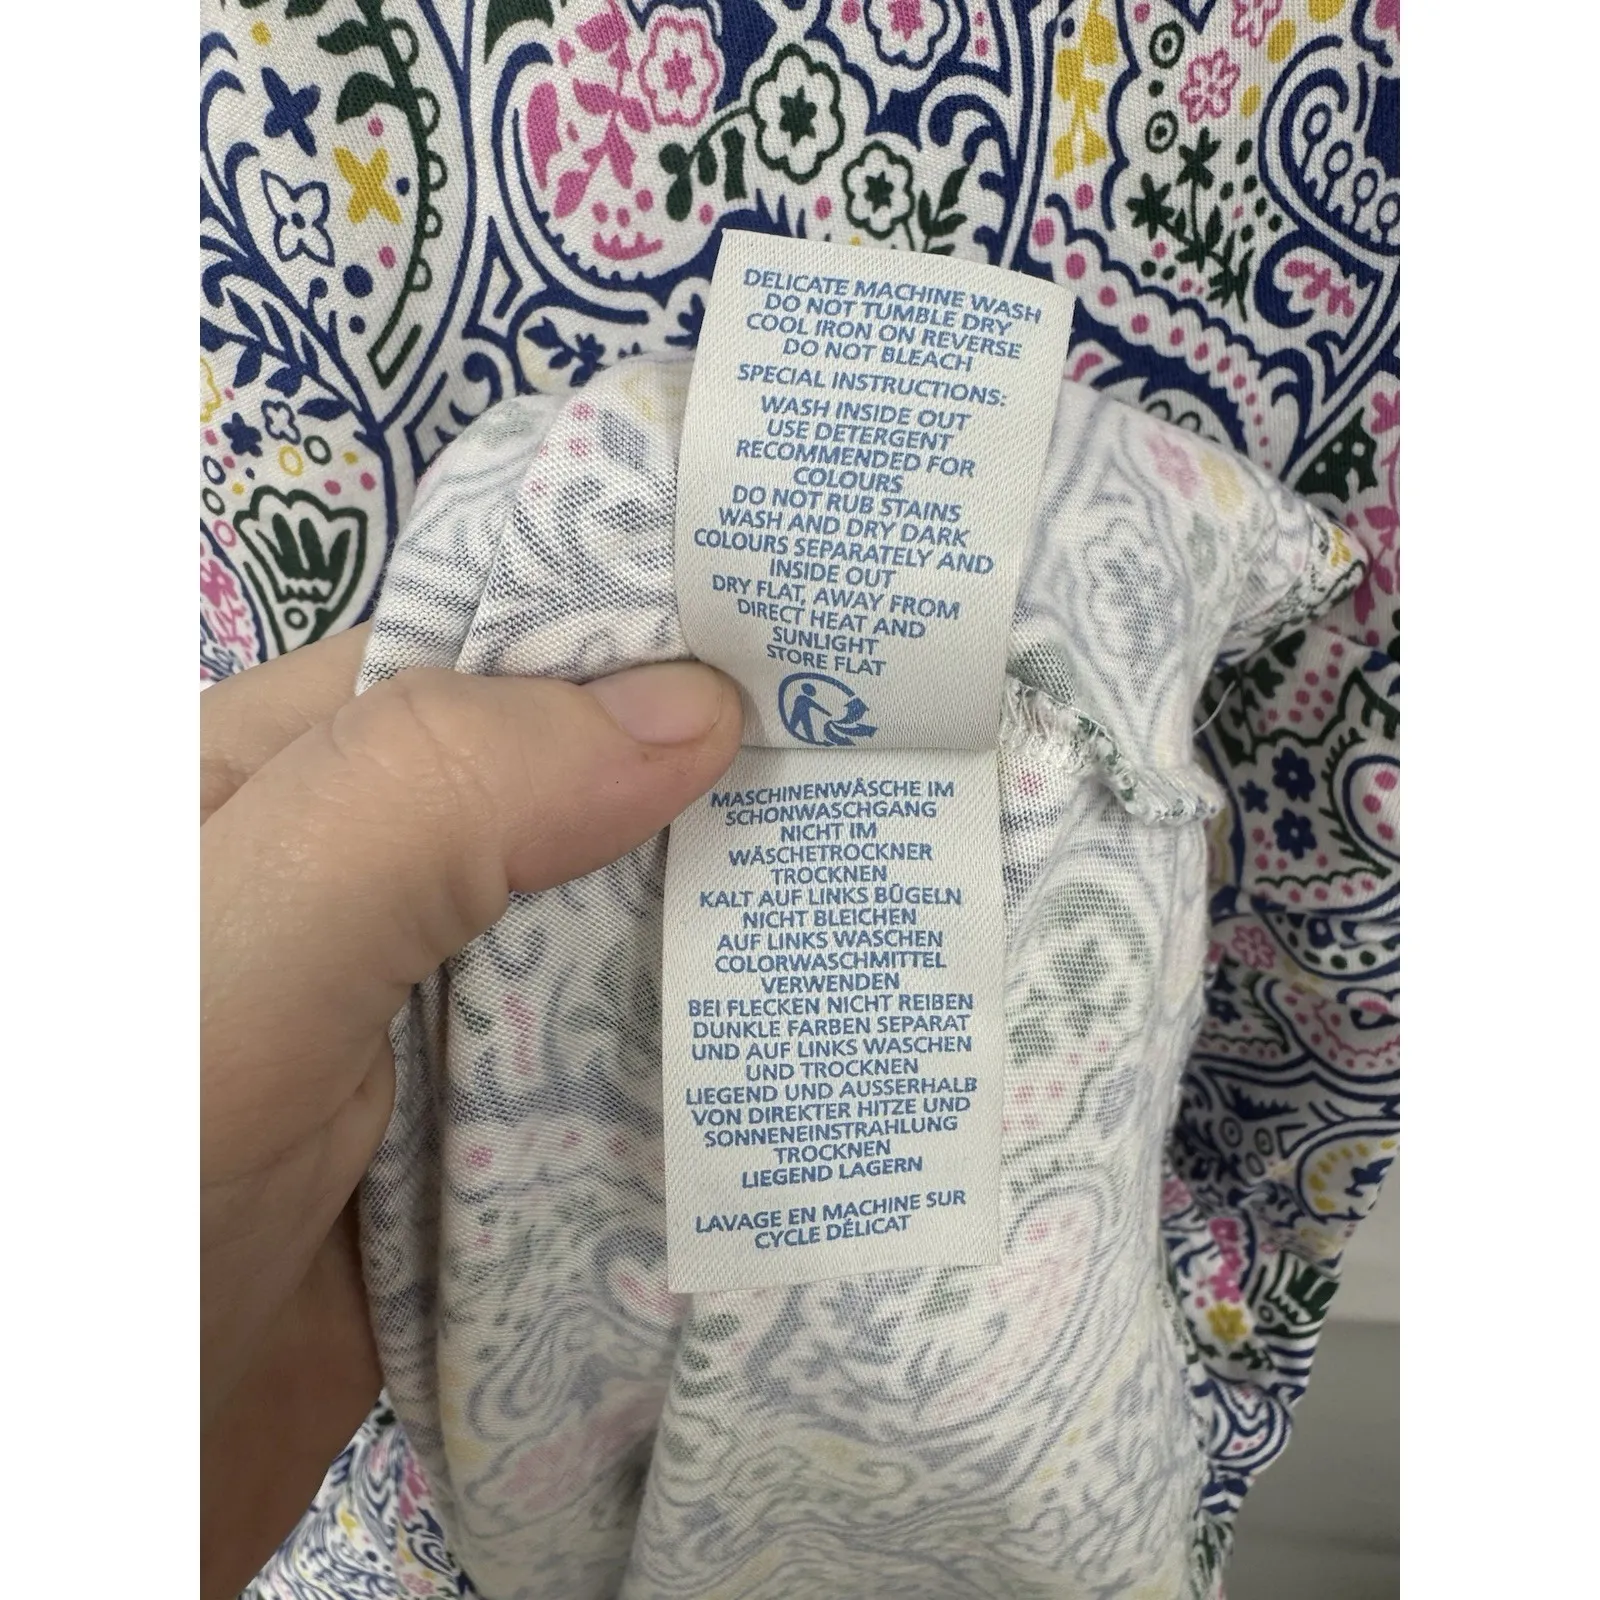 DELICATE MACHINE WASH
DO NOT TUMBLE DRY
COOL IRON ON REVERSE
DO NOT BLEACH
SPECIAL INSTRUCTIONS:
WASH INSIDE OUT
USE DETERGENT
RECOMMENDED FOR
COLOURS
DO NOT RUB STAINS
WASH AND DRY DARK
COLOURS SEPARATELY AND
INSIDE OUT
DRY FLAT, AWAY FROM
DIRECT HEAT AND
SUNLIGHT
STORE FLAT
MASCHINENWÄSCHE IM
SCHONWASCHGANG
NICHT IM
WÄSCHETROCKNER
TROCKNEN
KALT AUF LINKS BÜGELN
NICHT BLEICHEN
AUF LINKS WASCHEN
COLORWASCHMITTEL
VERWENDEN
BEI FLECKEN NICHT REIBEN
DUNKLE FARBEN SEPARAT
UND AUF LINKS WASCHEN
UND TROCKNEN
LIEGEND UND AUSSERHALB
VON DIREKTER HITZE UND
SONNENEINSTRAHLUNG
TROCKNEN
LIEGEND LAGERN
LAVAGE EN MACHINE SUR
CYCLE DÉLICAT